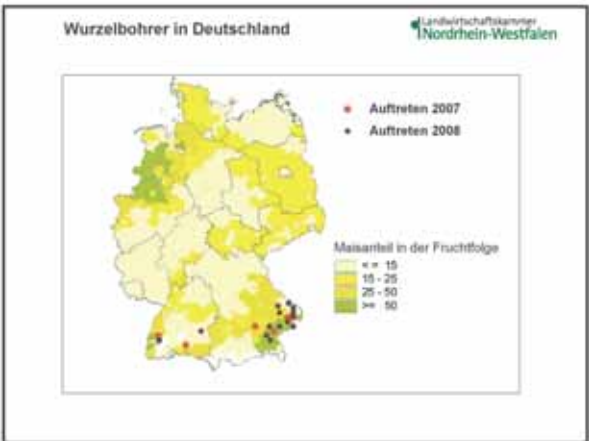 Wurzelbohrer in Deutschland
Landwirtschaftskammer
Nordrhein-Westfalen
Auftreten 2007
Auftreten 2008
Maisanteil in der Fruchtfolge
<= 15
15 - 25
25 - 50
>= 50